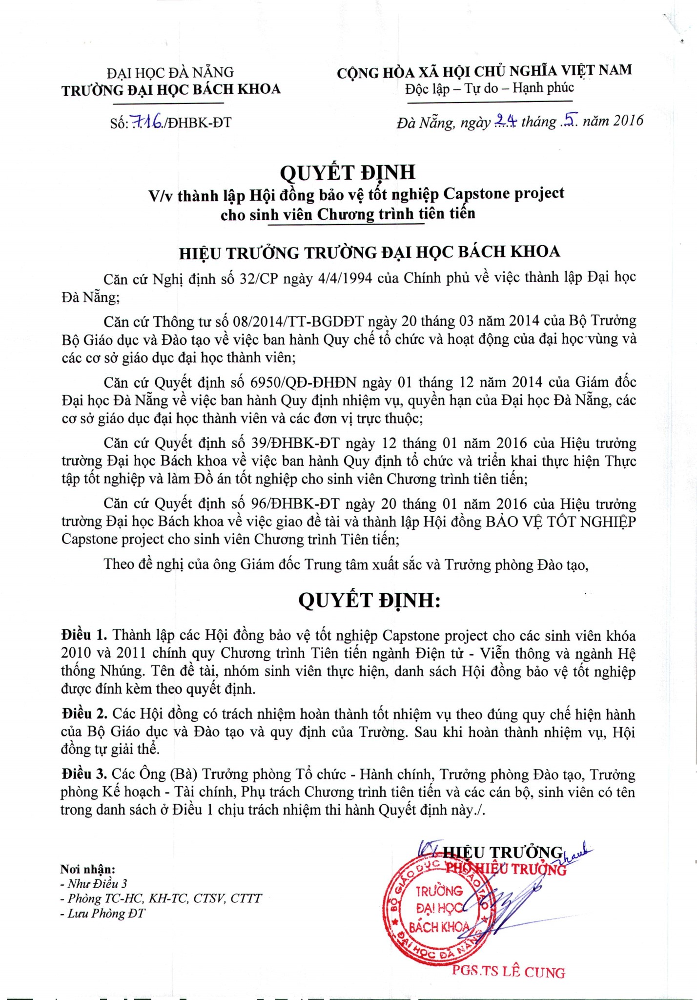 ĐẠI HỌC ĐÀ NẴNG
TRƯỜNG ĐẠI HỌC BÁCH KHOA
Số: 716/ĐHBK-ĐT
CỘNG HÒA XÃ HỘI CHỦ NGHĨA VIỆT NAM
Độc lập – Tự do – Hạnh phúc
Đà Nẵng, ngày 24 tháng 5 năm 2016
QUYẾT ĐỊNH
V/v thành lập Hội đồng bảo vệ tốt nghiệp Capstone project
cho sinh viên Chương trình tiên tiến
HIỆU TRƯỞNG TRƯỜNG ĐẠI HỌC BÁCH KHOA
Căn cứ Nghị định số 32/CP ngày 4/4/1994 của Chính phủ về việc thành lập Đại học
Đà Nẵng;
Căn cứ Thông tư số 08/2014/TT-BGDĐT ngày 20 tháng 03 năm 2014 của Bộ Trưởng
Bộ Giáo dục và Đào tạo về việc ban hành Quy chế tổ chức và hoạt động của đại học vùng và
các cơ sở giáo dục đại học thành viên;
Căn cứ Quyết định số 6950/QĐ-ĐHĐN ngày 01 tháng 12 năm 2014 của Giám đốc
Đại học Đà Nẵng về việc ban hành Quy định nhiệm vụ, quyền hạn của Đại học Đà Nẵng, các
cơ sở giáo dục đại học thành viên và các đơn vị trực thuộc;
Căn cứ Quyết định số 39/ĐHBK-ĐT ngày 12 tháng 01 năm 2016 của Hiệu trưởng
trường Đại học Bách khoa về việc ban hành Quy định tổ chức và triển khai thực hiện Thực
tập tốt nghiệp và làm Đồ án tốt nghiệp cho sinh viên Chương trình tiên tiến;
Căn cứ Quyết định số 96/ĐHBK-ĐT ngày 20 tháng 01 năm 2016 của Hiệu trưởng
trường Đại học Bách khoa về việc giao đề tài và thành lập Hội đồng BẢO VỆ TỐT NGHIỆP
Capstone project cho sinh viên Chương trình Tiên tiến;
Theo đề nghị của ông Giám đốc Trung tâm xuất sắc và Trưởng phòng Đào tạo,
QUYẾT ĐỊNH:
Điều 1. Thành lập các Hội đồng bảo vệ tốt nghiệp Capstone project cho các sinh viên khóa
2010 và 2011 chính quy Chương trình Tiên tiến ngành Điện tử - Viễn thông và ngành Hệ
thống Nhúng. Tên đề tài, nhóm sinh viên thực hiện, danh sách Hội đồng bảo vệ tốt nghiệp
được đính kèm theo quyết định.
Điều 2. Các Hội đồng có trách nhiệm hoàn thành tốt nhiệm vụ theo đúng quy chế hiện hành
của Bộ Giáo dục và Đào tạo và quy định của Trường. Sau khi hoàn thành nhiệm vụ, Hội
đồng tự giải thể.
Điều 3. Các Ông (Bà) Trưởng phòng Tổ chức - Hành chính, Trưởng phòng Đào tạo, Trưởng
phòng Kế hoạch - Tài chính, Phụ trách Chương trình tiên tiến và các cán bộ, sinh viên có tên
trong danh sách ở Điều 1 chịu trách nhiệm thi hành Quyết định này./.
Nơi nhận:
- Như Điều 3
- Phòng TC-HC, KH-TC, CTSV, CTTT
- Lưu Phòng ĐT
KT HIỆU TRƯỞNG
PHÓ HIỆU TRƯỞNG
BỘ GIÁO DỤC VÀ ĐÀO TẠO
TRƯỜNG
ĐẠI HỌC
BÁCH KHOA
ĐẠI HỌC ĐÀ NẴNG
PGS.TS LÊ CUNG